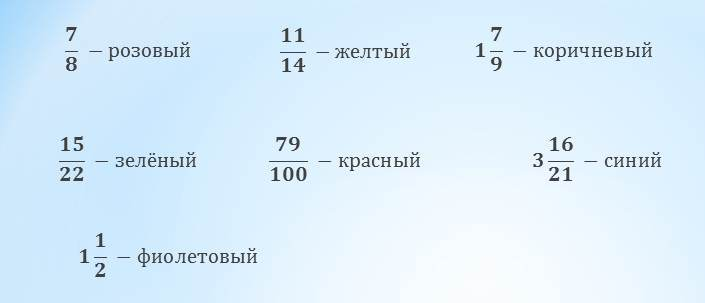 7/8 – розовый 11/14 – желтый 1 7/9 – коричневый
15/22 – зелёный 79/100 – красный 3 16/21 – синий
1 1/2 – фиолетовый